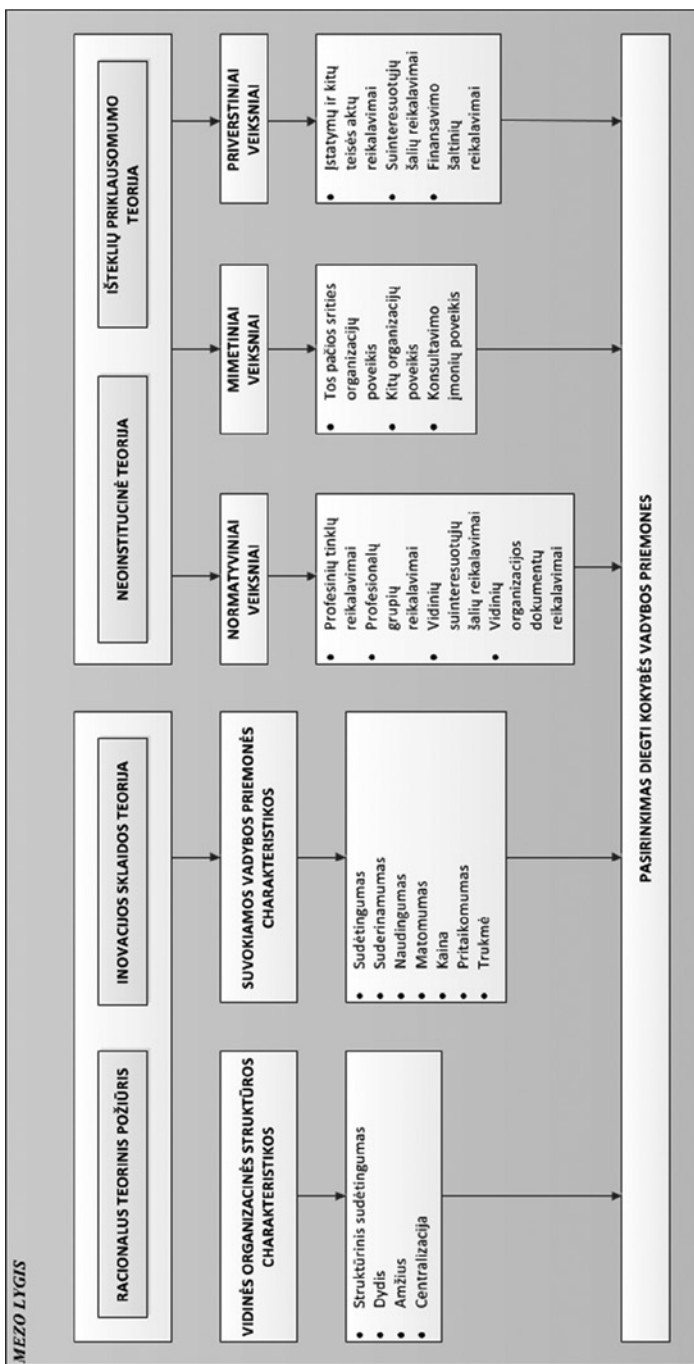 MEZO LYGIS
RACIONALUS TEORINIS POŽIŪRIS
INOVACIJOS SKLAIDOS TEORIJA
NEOINSTITUCINĖ TEORIJA
IŠTEKLIŲ PRIKLAUSOMUMO
TEORIJA
VIDINĖS ORGANIZACINĖS STRUKTŪROS
CHARAKTERISTIKOS
SUVOKIAMOS VADYBOS PRIEMONĖS
CHARAKTERISTIKOS
NORMATYVINIAI
VEIKSNIAI
MIMETINIAI
VEIKSNIAI
PRIVERSTINIAI
VEIKSNIAI
• Struktūrinis sudėtingumas
• Dydis
• Amžius
• Centralizacija
• Sudėtingumas
• Suderinamumas
• Naudingumas
• Matomumas
• Kaina
• Pritaikomumas
• Trukmė
• Profesinių tinklų
reikalavimai
• Profesionalų
grupių
reikalavimai
• Vidinių
suinteresuotųjų
šalių reikalavimai
• Vidinių
organizacijos
dokumentų
reikalavimai
• Tos pačios srities
organizacijų
poveikis
• Kitų organizacijų
poveikis
• Konsultavimo
įmonių poveikis
• Įstatymų ir kitų
teisės aktų
reikalavimai
• Suinteresuotųjų
šalių reikalavimai
• Finansavimo
šaltinių
reikalavimai
PASIRINKIMAS DIEGTI KOKYBĖS VADYBOS PRIEMONES